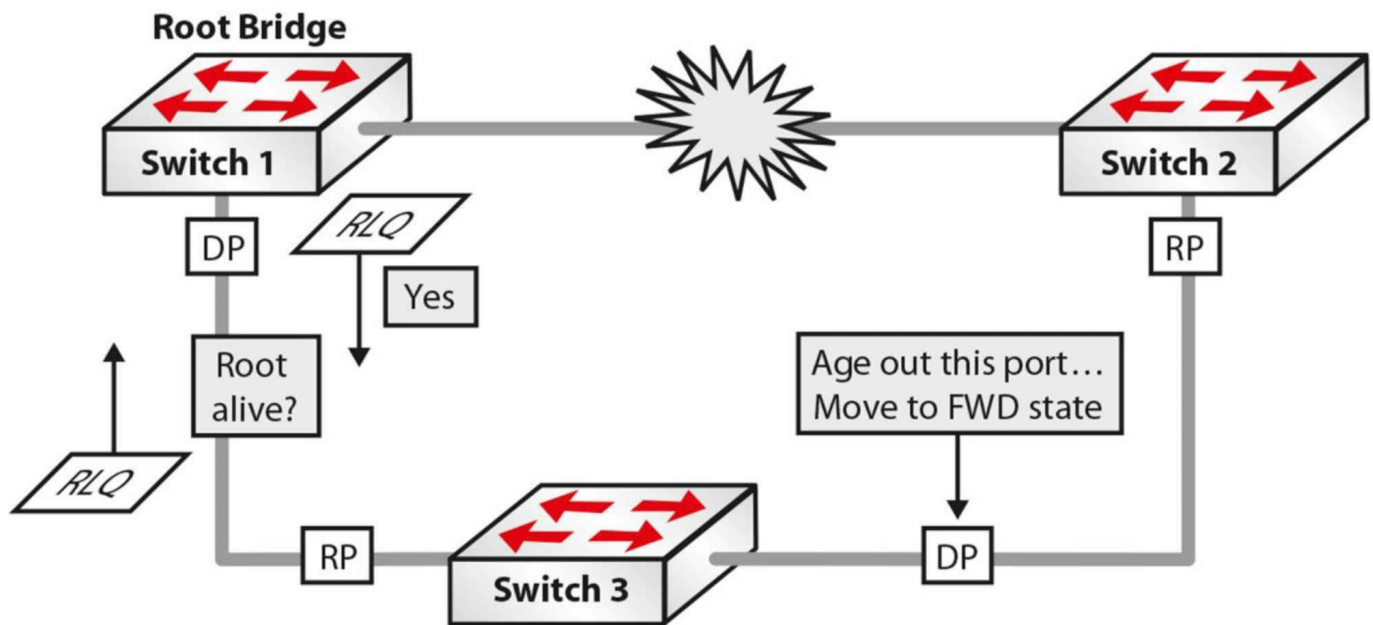 Root Bridge
Switch 1
Switch 2
DP
RLQ
RP
Yes
Root
alive?
Age out this port...
Move to FWD state
RLQ
RP
DP
Switch 3